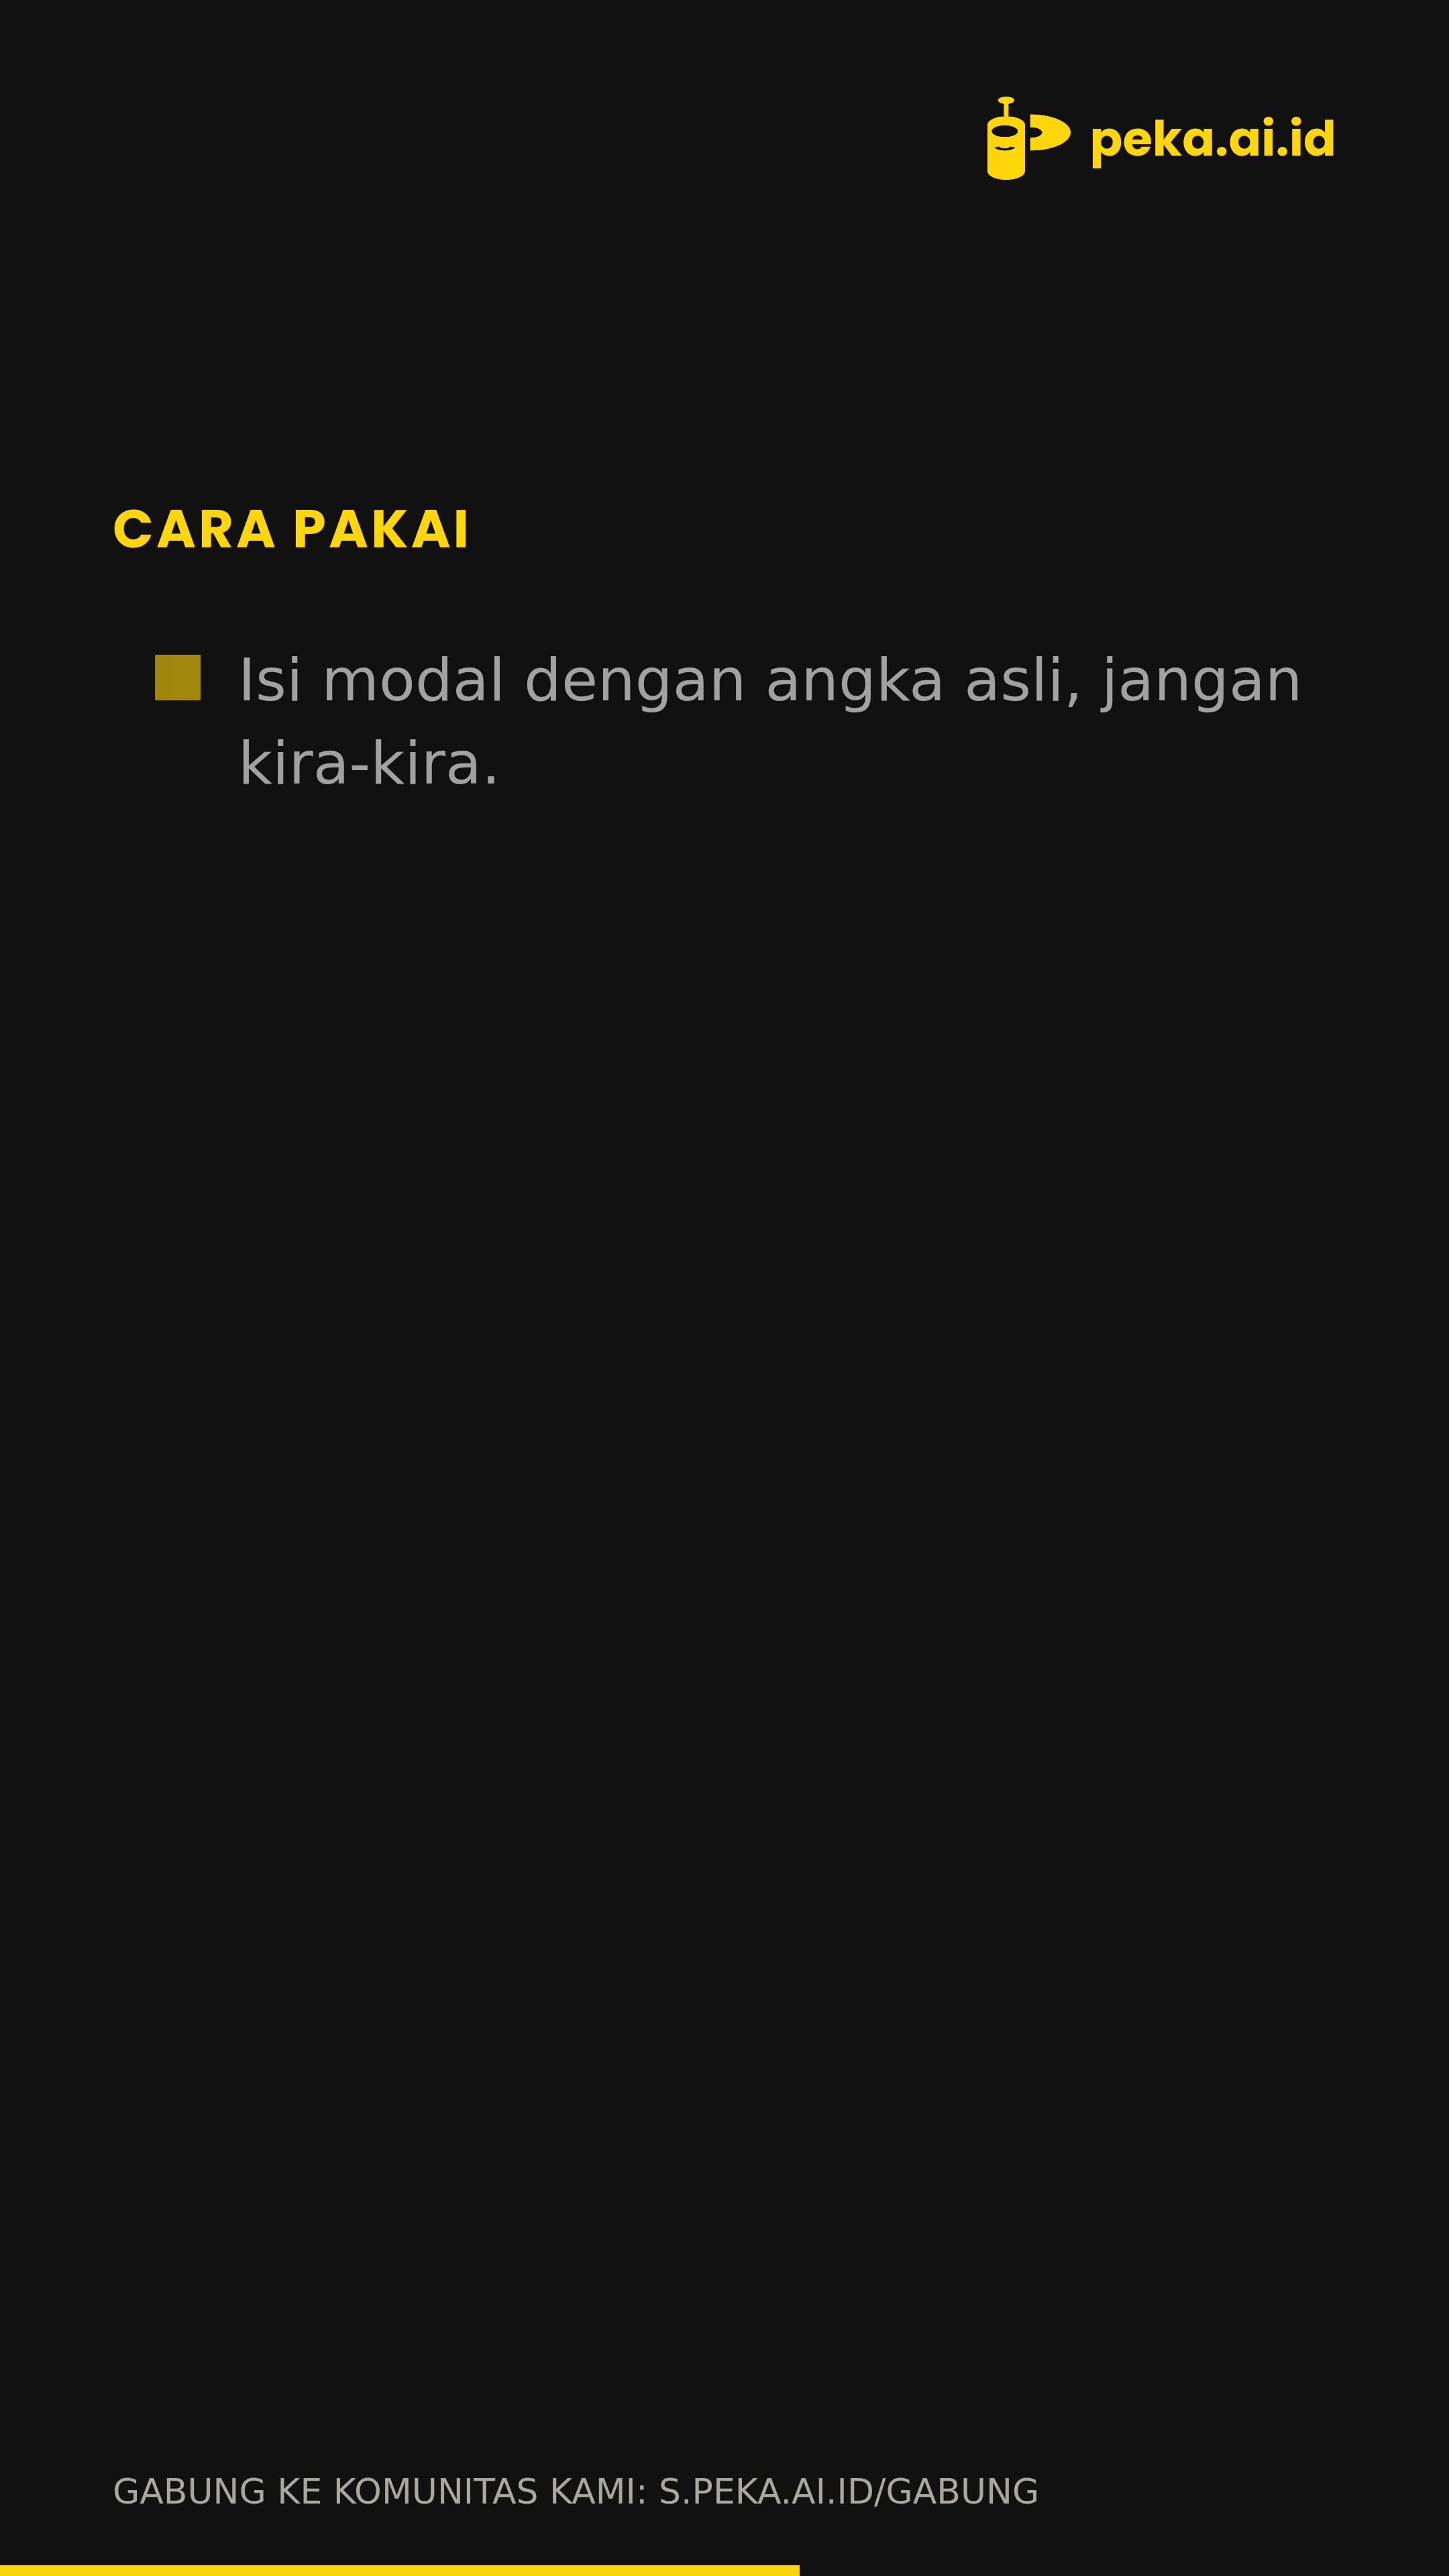 peka.ai.id
CARA PAKAI
Isi modal dengan angka asli, jangan
kira-kira.
GABUNG KE KOMUNITAS KAMI: S.PEKA.AI.ID/GABUNG